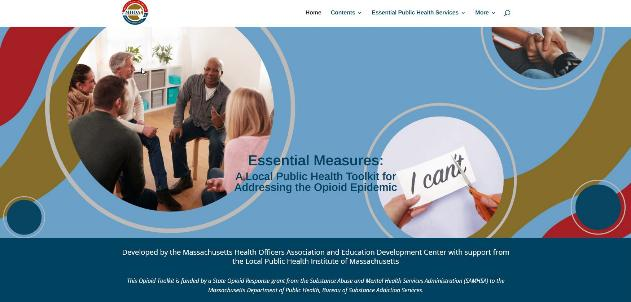 MHOA
Home Contents Essential Public Health Services More
I can't
Essential Measures:
A Local Public Health Toolkit for
Addressing the Opioid Epidemic
Developed by the Massachusetts Health Officers Association and Education Development Center with support from
the Local Public Health Institute of Massachusetts
This Opioid Toolkit is funded by a State Opioid Response grant from the Substance Abuse and Mental Health Services Administration (SAMHSA) to the
Massachusetts Department of Public Health, Bureau of Substance Addiction Services.